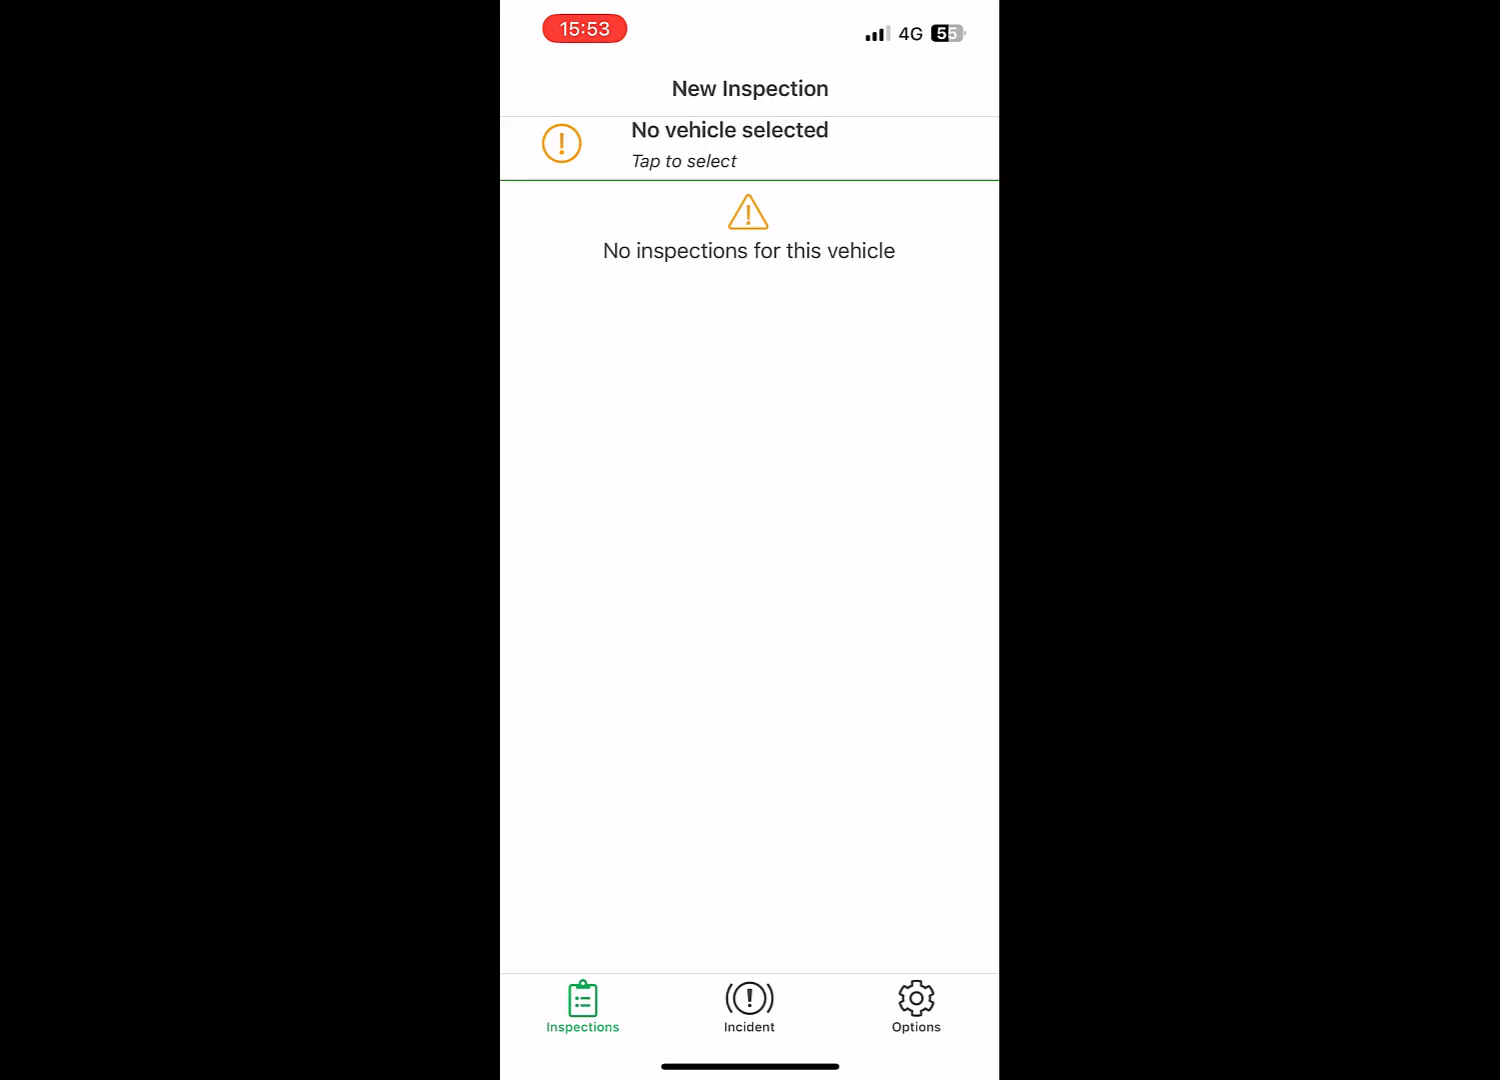 15:53
4G 55
New Inspection
No vehicle selected
Tap to select
No inspections for this vehicle
Inspections Incident Options